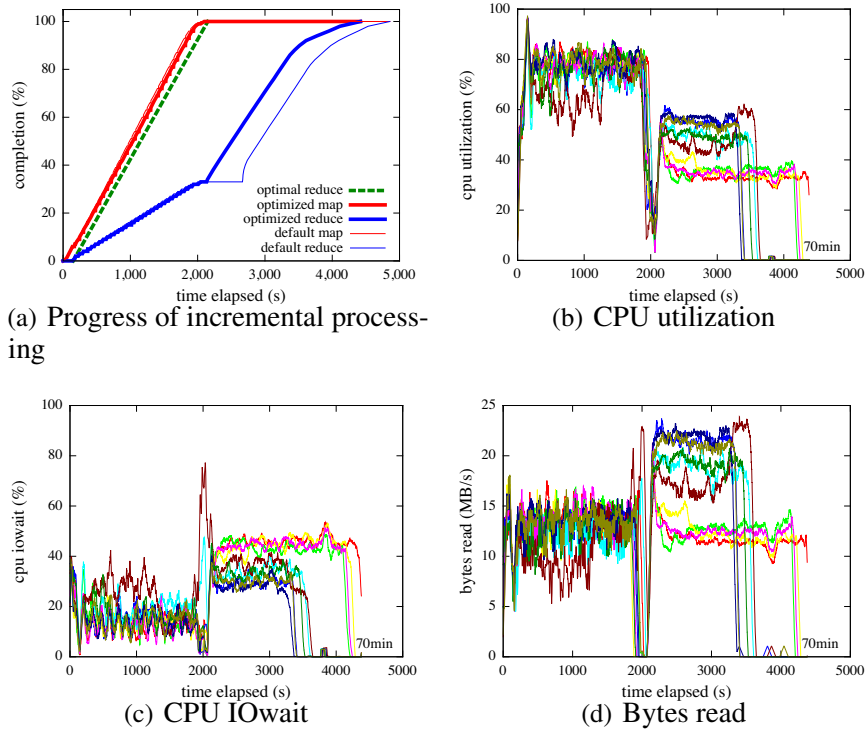 100
80
60
40
20
0
completion (%)
optimal reduce
optimized map
optimized reduce
default map
default reduce
0 1,000 2,000 3,000 4,000 5,000
time elapsed (s)
(a) Progress of incremental process-
ing
100
80
60
40
20
0
cpu utilization (%)
70min
0 1000 2000 3000 4000 5000
time elapsed (s)
(b) CPU utilization
100
80
60
40
20
0
cpu iowait (%)
70min
0 1000 2000 3000 4000 5000
time elapsed (s)
(c) CPU IOwait
25
20
15
10
5
0
bytes read (MB/s)
70min
0 1000 2000 3000 4000 5000
time elapsed (s)
(d) Bytes read